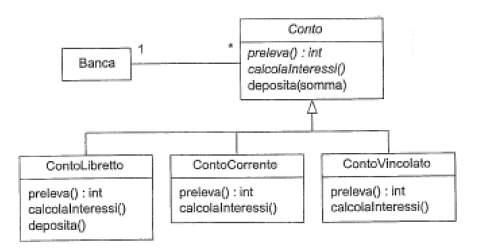 Conto
1
*
Banca
preleva() : int
calcolaInteressi()
deposita(somma)
ContoLibretto
preleva() : int
calcolaInteressi()
deposita()
ContoCorrente
preleva() : int
calcolaInteressi()
ContoVincolato
preleva() : int
calcolaInteressi()